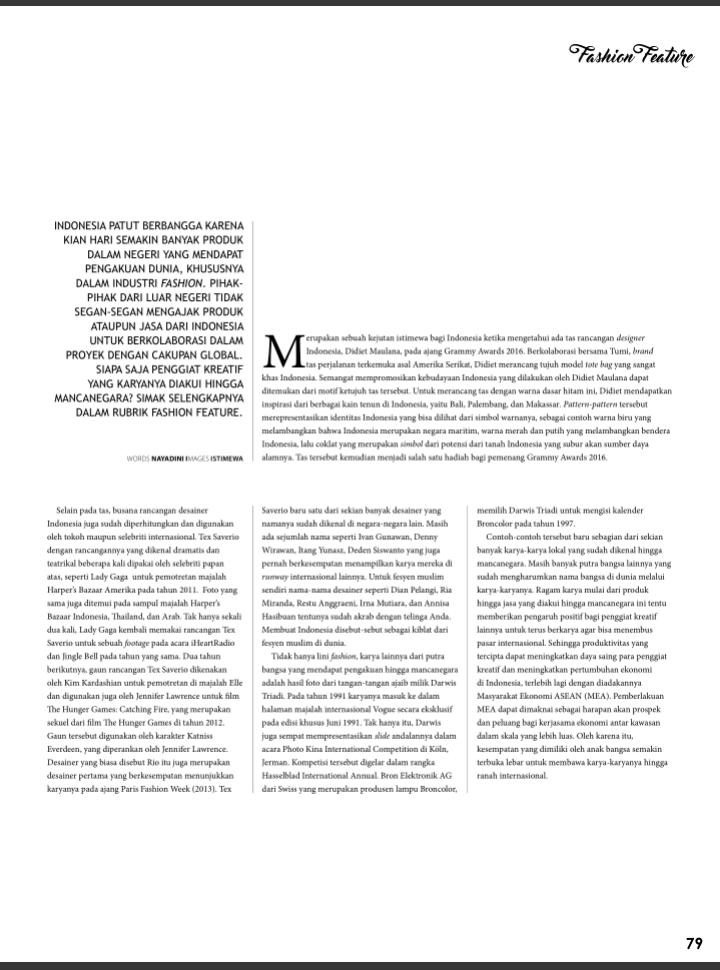 Fashion Feature
INDONESIA PATUT BERBANGGA KARENA
KIAN HARI SEMAKIN BANYAK PRODUK
DALAM NEGERI YANG MENDAPAT
PENGAKUAN DUNIA, KHUSUSNYA
DALAM INDUSTRI FASHION. PIHAK-
PIHAK DARI LUAR NEGERI TIDAK
SEGAN-SEGAN MENGAJAK PRODUK
ATAUPUN JASA DARI INDONESIA
UNTUK BERKOLABORASI DALAM
PROYEK DENGAN CAKUPAN GLOBAL.
SIAPA SAJA PENGGIAT KREATIF
YANG KARYANYA DIAKUI HINGGA
MANCANEGARA? SIMAK SELENGKAPNYA
DALAM RUBRIK FASHION FEATURE.
WORDS NAYADINI IMAGES ISTIMEWA
Merupakan sebuah kejutan istimewa bagi Indonesia ketika mengetahui ada tas rancangan designer
Indonesia, Didiet Maulana, pada ajang Grammy Awards 2016. Berkolaborasi bersama Tumi, brand
tas perjalanan terkemuka asal Amerika Serikat, Didiet merancang tujuh model tote bag yang sangat
khas Indonesia. Semangat mempromosikan kebudayaan Indonesia yang dilakukan oleh Didiet Maulana dapat
ditemukan dari motif ketujuh tas tersebut. Untuk merancang tas dengan warna dasar hitam ini, Didiet mendapatkan
inspirasi dari berbagai kain tenun di Indonesia, yaitu Bali, Palembang, dan Makassar. Pattern-pattern tersebut
merepresentasikan identitas Indonesia yang bisa dilihat dari simbol warnanya, sebagai contoh warna biru yang
melambangkan bahwa Indonesia merupakan negara maritim, warna merah dan putih yang melambangkan bendera
Indonesia, lalu coklat yang merupakan simbol dari potensi dari tanah Indonesia yang subur akan sumber daya
alamnya. Tas tersebut kemudian menjadi salah satu hadiah bagi pemenang Grammy Awards 2016.
Selain pada tas, busana rancangan desainer
Indonesia juga sudah diperhitungkan dan digunakan
oleh tokoh maupun selebriti internasional. Tex Saverio
dengan rancangannya yang dikenal dramatis dan
teatrikal beberapa kali dipakai oleh selebriti papan
atas, seperti Lady Gaga untuk pemotretan majalah
Harper's Bazaar Amerika pada tahun 2011. Foto yang
sama juga ditemui pada sampul majalah Harper's
Bazaar Indonesia, Thailand, dan Arab. Tak hanya sekali
dua kali, Lady Gaga kembali memakai rancangan Tex
Saverio untuk sebuah footage pada acara iHeartRadio
dan Jingle Bell pada tahun yang sama. Dua tahun
berikutnya, gaun rancangan Tex Saverio dikenakan
oleh Kim Kardashian untuk pemotretan di majalah Elle
dan digunakan juga oleh Jennifer Lawrence untuk film
The Hunger Games: Catching Fire, yang merupakan
sekuel dari film The Hunger Games di tahun 2012.
Gaun tersebut digunakan oleh karakter Katniss
Everdeen, yang diperankan oleh Jennifer Lawrence.
Desainer yang biasa disebut Rio itu juga merupakan
desainer pertama yang berkesempatan menunjukkan
karyanya pada ajang Paris Fashion Week (2013). Tex
Saverio baru satu dari sekian banyak desainer yang
namanya sudah dikenal di negara-negara lain. Masih
ada sejumlah nama seperti Ivan Gunawan, Denny
Wirawan, Itang Yunasz, Deden Siswanto yang juga
pernah berkesempatan menampilkan karya mereka di
runway internasional lainnya. Untuk fesyen muslim
sendiri nama-nama desainer seperti Dian Pelangi, Ria
Miranda, Restu Anggraeni, Irna Mutiara, dan Annisa
Hasibuan tentunya sudah akrab dengan telinga Anda.
Membuat Indonesia disebut-sebut sebagai kiblat dari
fesyen muslim di dunia.
Tidak hanya lini fashion, karya lainnya dari putra
bangsa yang mendapat pengakuan hingga mancanegara
adalah hasil foto dari tangan-tangan ajaib milik Darwis
Triadi. Pada tahun 1991 karyanya masuk ke dalam
halaman majalah internasional Vogue secara eksklusif
pada edisi khusus Juni 1991. Tak hanya itu, Darwis
juga sempat mempresentasikan slide andalannya dalam
acara Photo Kina International Competition di Köln,
Jerman. Kompetisi tersebut digelar dalam rangka
Hasselblad International Annual. Bron Elektronik AG
dari Swiss yang merupakan produsen lampu Broncolor,
memilih Darwis Triadi untuk mengisi kalender
Broncolor pada tahun 1997.
Contoh-contoh tersebut baru sebagian dari sekian
banyak karya-karya lokal yang sudah dikenal hingga
mancanegara. Masih banyak putra bangsa lainnya yang
sudah mengharumkan nama bangsa di dunia melalui
karya-karyanya. Ragam karya mulai dari produk
hingga jasa yang diakui hingga mancanegara ini tentu
memberikan pengaruh positif bagi penggiat kreatif
lainnya untuk terus berkarya agar bisa menembus
pasar internasional. Sehingga produktivitas yang
tercipta dapat meningkatkan daya saing para penggiat
kreatif dan meningkatkan pertumbuhan ekonomi
di Indonesia, terlebih lagi dengan diadakannya
Masyarakat Ekonomi ASEAN (MEA). Pemberlakuan
MEA dapat dimaknai sebagai harapan akan prospek
dan peluang bagi kerjasama ekonomi antar kawasan
dalam skala yang lebih luas. Oleh karena itu,
kesempatan yang dimiliki oleh anak bangsa semakin
terbuka lebar untuk membawa karya-karyanya hingga
ranah internasional.
79